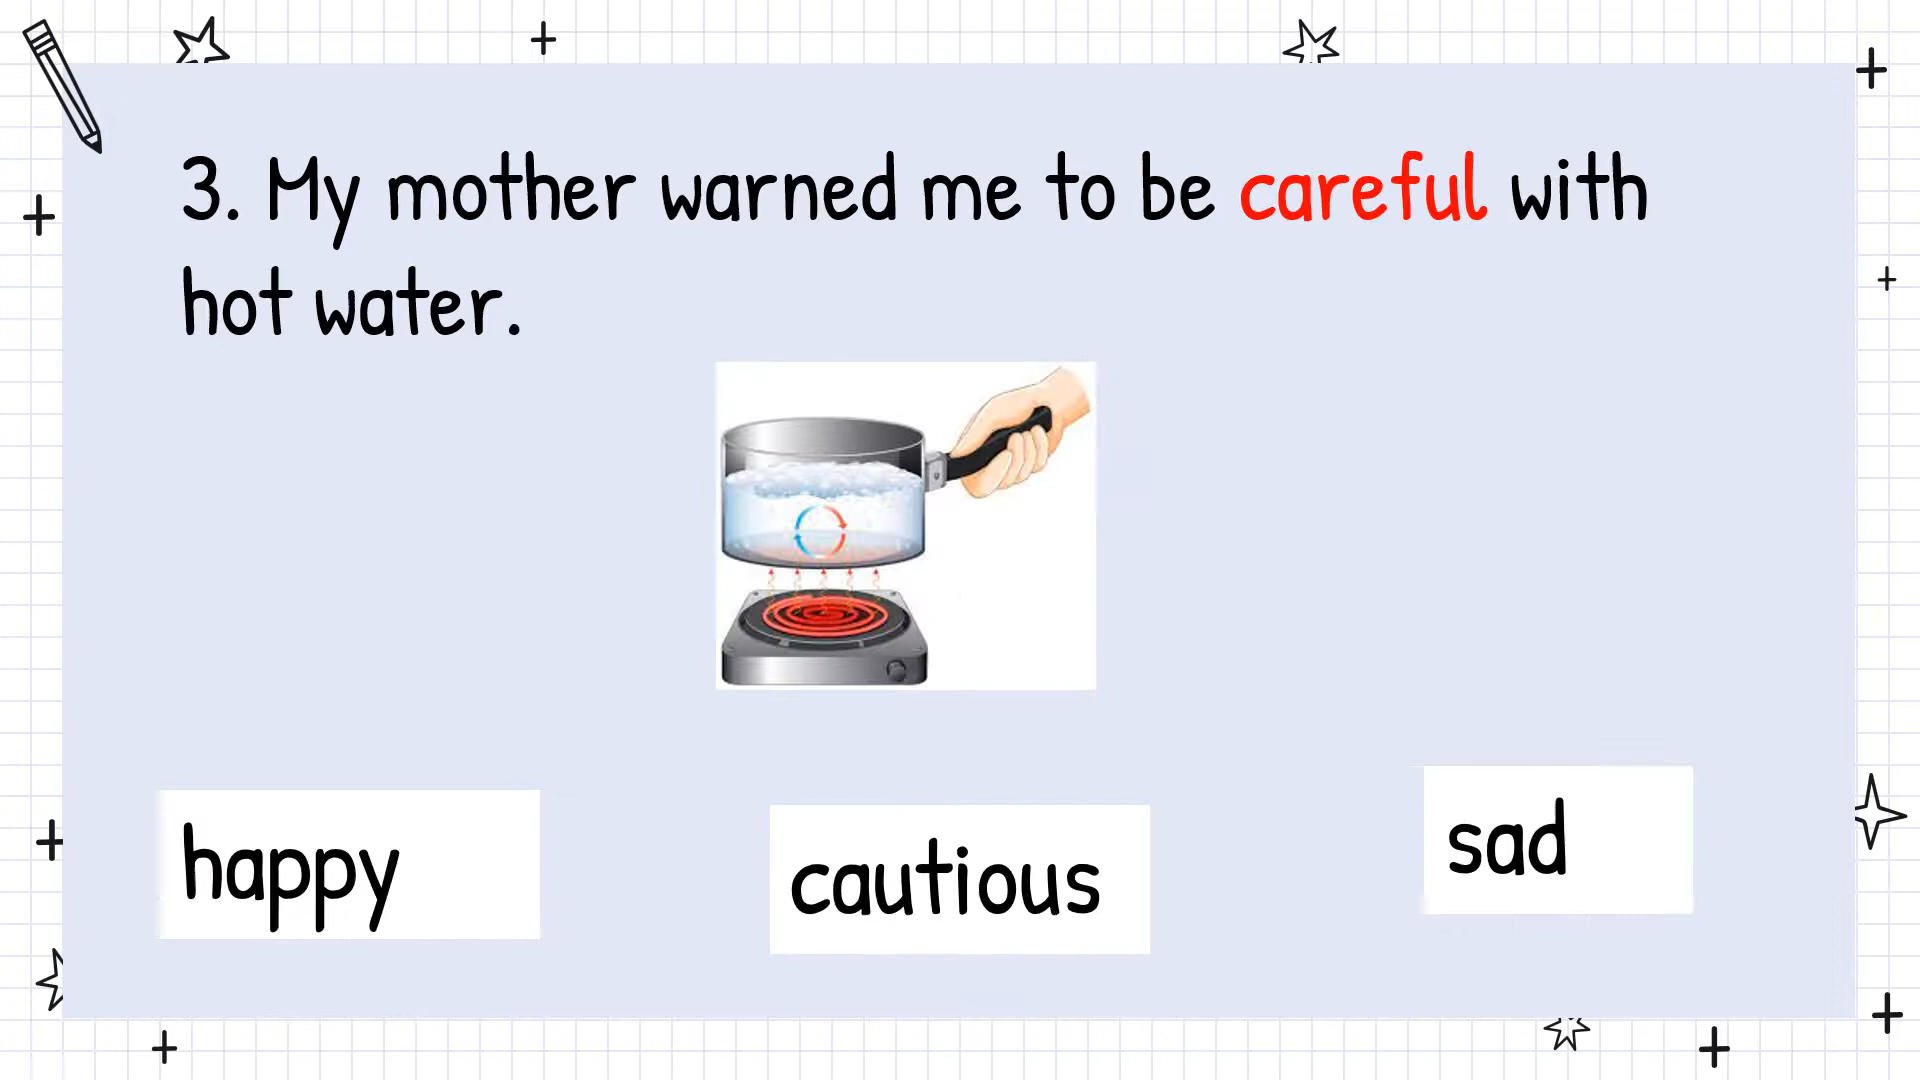 3. My mother warned me to be careful with
hot water.
happy
cautious
sad